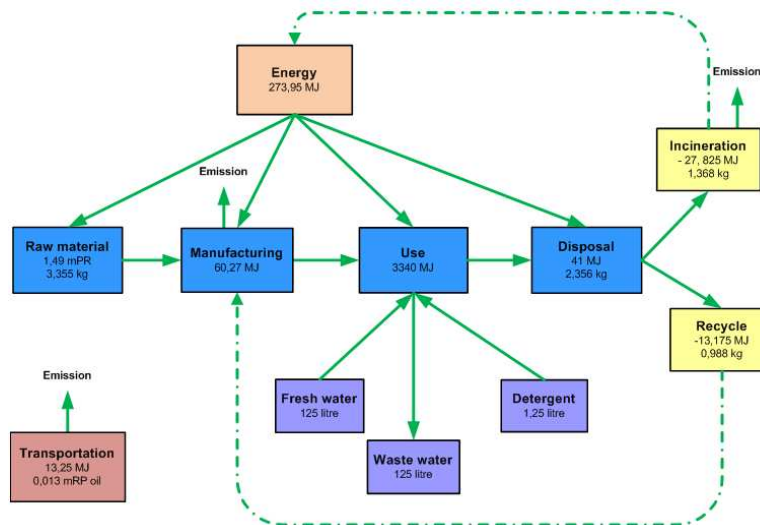 Energy
273,95 MJ
Emission
Incineration
- 27, 825 MJ
1,368 kg
Emission
Raw material
1,49 mPR
3,355 kg
Manufacturing
60,27 MJ
Use
3340 MJ
Disposal
41 MJ
2,356 kg
Recycle
-13,175 MJ
0,988 kg
Emission
Fresh water
125 litre
Detergent
1,25 litre
Transportation
13,25 MJ
0,013 mRP oil
Waste water
125 litre